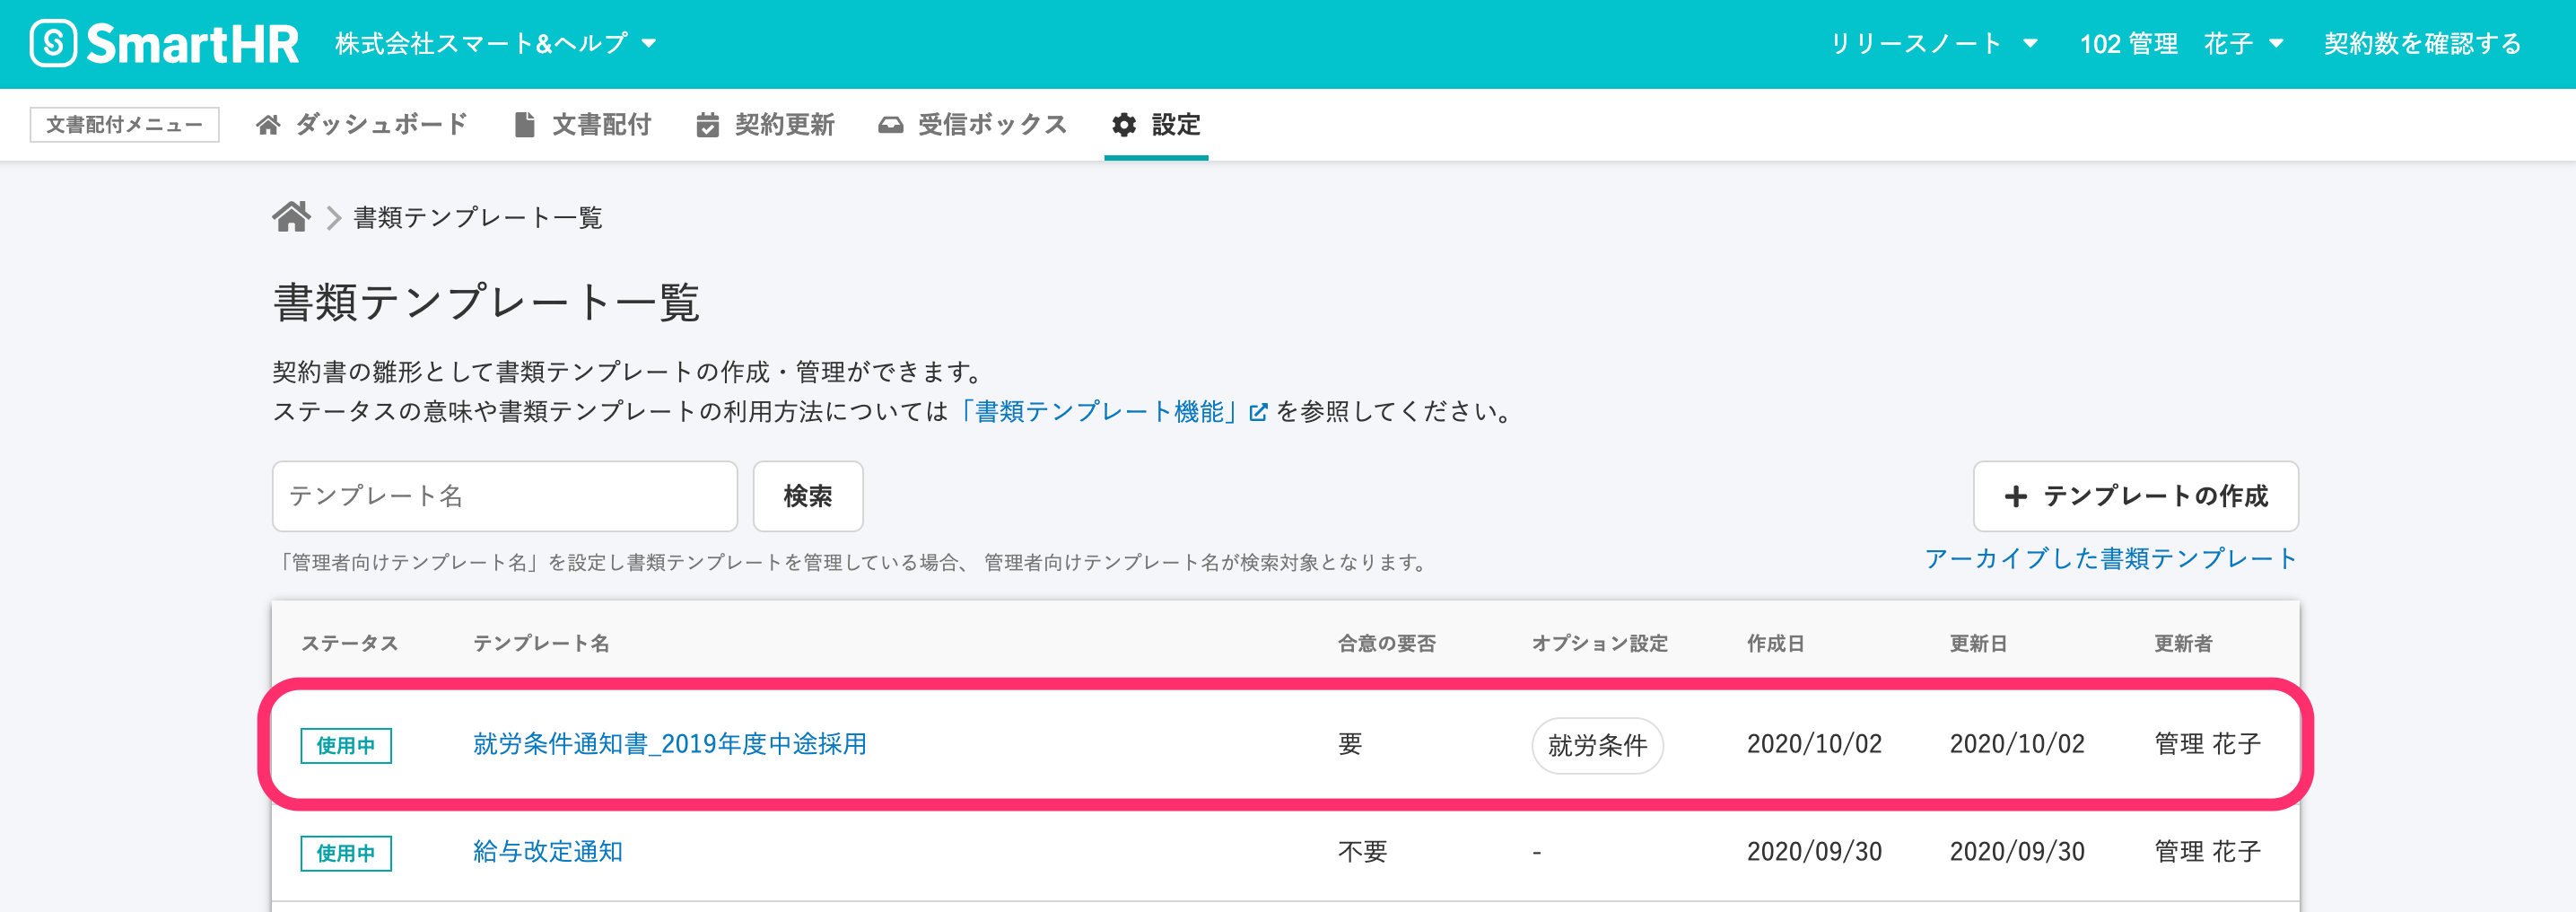 SmartHR 株式会社スマート&ヘルプ リリースノート 102 管理 花子 契約数を確認する
文書配付メニュー ダッシュボード 文書配付 契約更新 受信ボックス 設定
書類テンプレート一覧
書類テンプレート一覧
契約書の雛形として書類テンプレートの作成・管理ができます。
ステータスの意味や書類テンプレートの利用方法については「書類テンプレート機能」を参照してください。
テンプレート名 検索 テンプレートの作成
「管理者向けテンプレート名」を設定し書類テンプレートを管理している場合、 管理者向けテンプレート名が検索対象となります。
アーカイブした書類テンプレート
ステータス テンプレート名 合意の要否 オプション設定 作成日 更新日 更新者
使用中 就労条件通知書_2019年度中途採用 要 就労条件 2020/10/02 2020/10/02 管理 花子
使用中 給与改定通知 不要 - 2020/09/30 2020/09/30 管理 花子